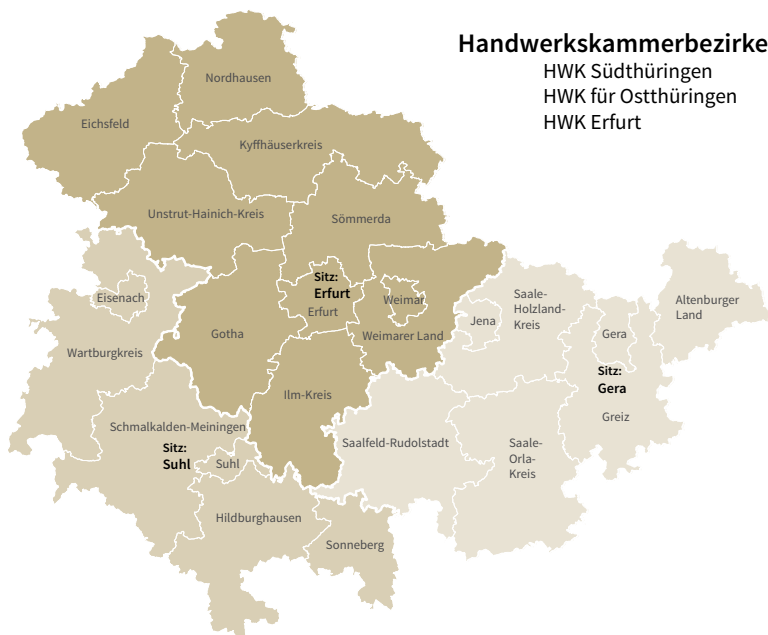 Handwerkskammerbezirke
HWK Südthüringen
HWK für Ostthüringen
HWK Erfurt
Nordhausen
Eichsfeld
Kyffhäuserkreis
Unstrut-Hainich-Kreis
Sömmerda
Sitz:
Erfurt
Erfurt
Eisenach
Weimar
Weimarer Land
Gotha
Wartburgkreis
Jena
Saale-
Holzland-
Kreis
Altenburger
Land
Gera
Sitz:
Gera
Greiz
Ilm-Kreis
Schmalkalden-Meiningen
Sitz:
Suhl
Suhl
Saalfeld-Rudolstadt
Saale-
Orla-
Kreis
Hildburghausen
Sonneberg